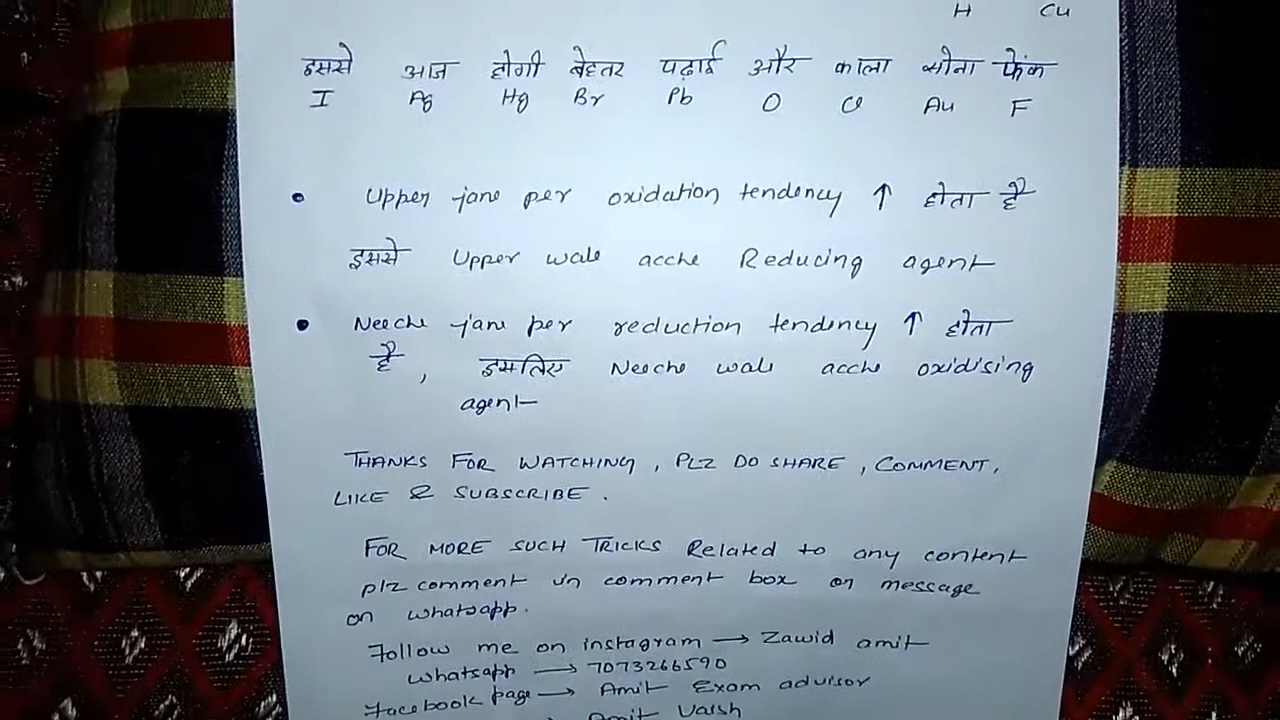 H Cu
इससे आज होगी बेहतर पढ़ाई और काला सोना फेंक
I Ag Hg Br Pb O Cl Au F
• Upper jane per oxidation tendency ↑ होता है
इससे Upper wale acche Reducing agent
• Neeche jane per reduction tendency ↑ होता
है, इसलिए Neeche wale acche oxidising
agent
THANKS FOR WATCHING, PLZ DO SHARE, COMMENT,
LIKE & SUBSCRIBE.
FOR MORE SUCH TRICKS Related to any content
plz comment in comment box or message
on whatsapp.
Follow me on instagram → Zawid amit
whatsapp → 7073266590
Facebook page → Amit Exam advisor
→ Amit Varsh